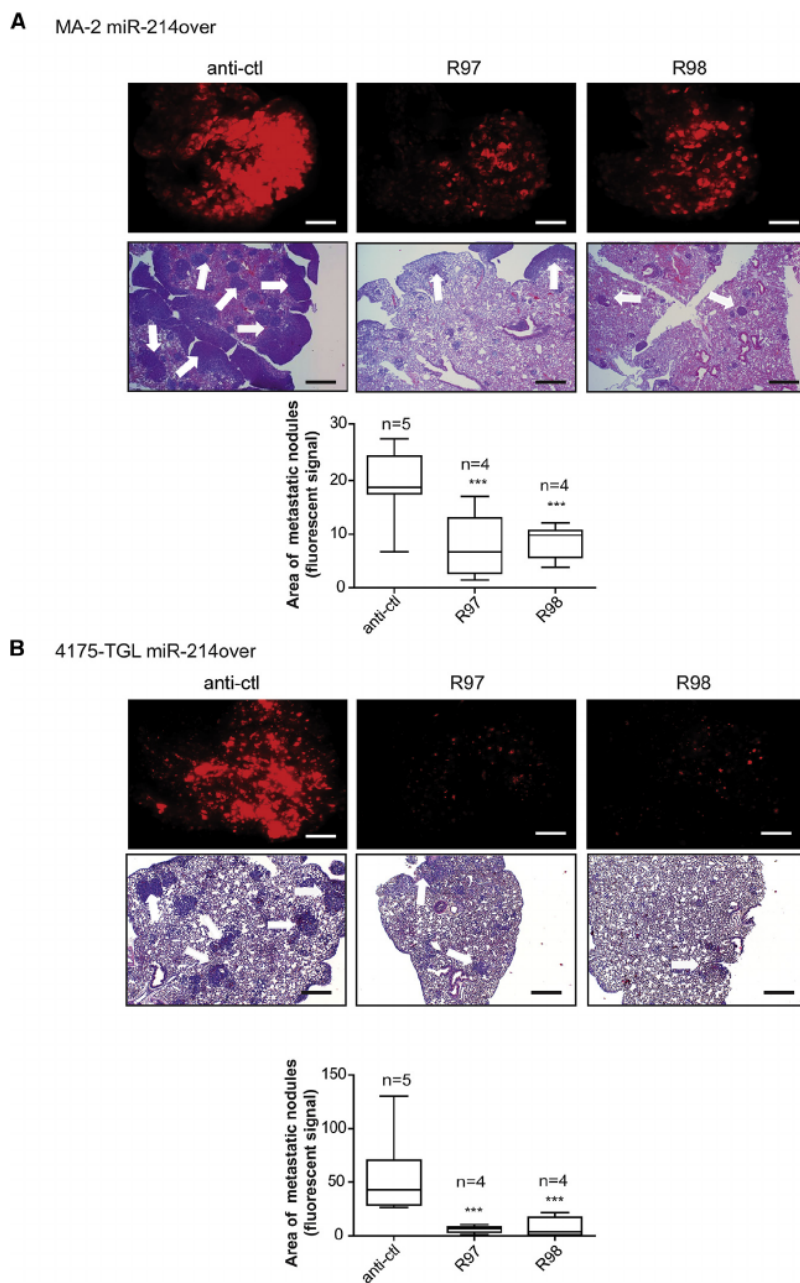 A MA-2 miR-214over
anti-ctl R97 R98
30
20
10
0
Area of metastatic nodules
(fluorescent signal)
n=5
n=4
***
n=4
***
anti-ctl R97 R98
B 4175-TGL miR-214over
anti-ctl R97 R98
150
100
50
0
Area of metastatic nodules
(fluorescent signal)
n=5
n=4
***
n=4
***
anti-ctl R97 R98